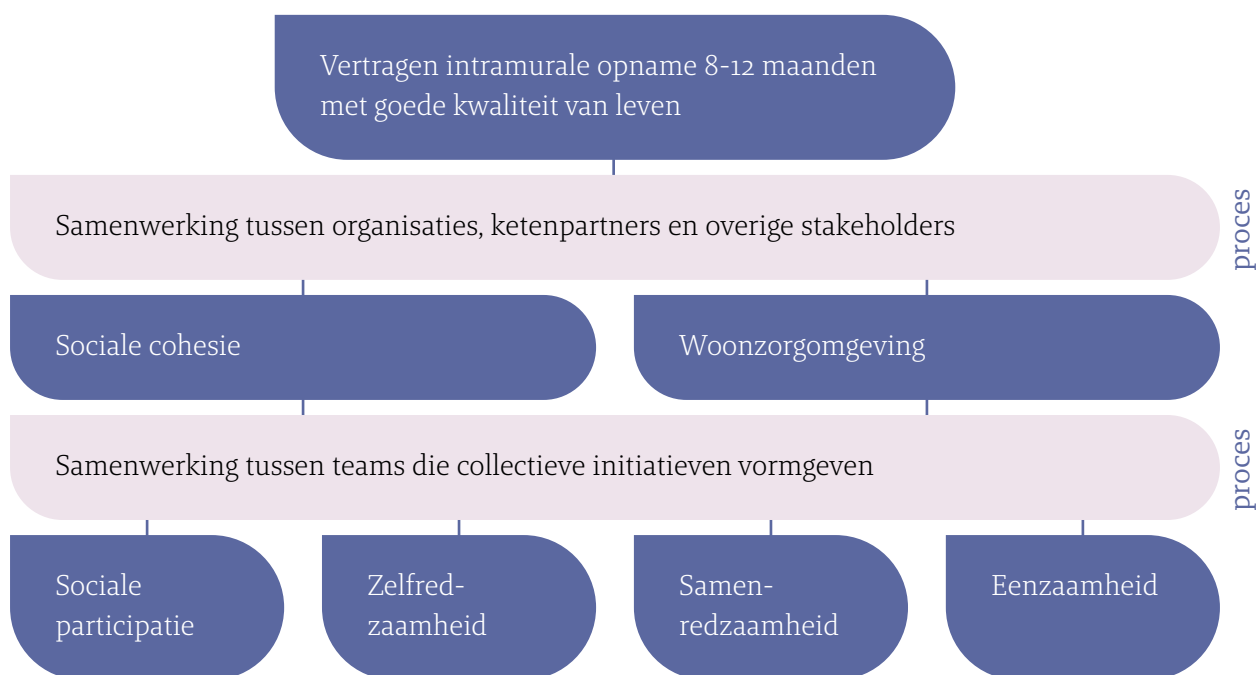 Vertragen intramurale opname 8-12 maanden
met goede kwaliteit van leven
Samenwerking tussen organisaties, ketenpartners en overige stakeholders
proces
Sociale cohesie
Woonzorgomgeving
Samenwerking tussen teams die collectieve initiatieven vormgeven
proces
Sociale
participatie
Zelfred-
zaamheid
Samen-
redzaamheid
Eenzaamheid